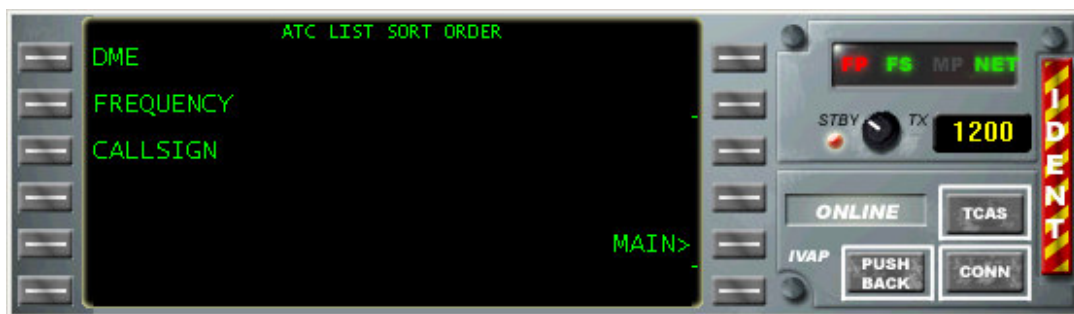 ATC LIST SORT ORDER
DME
FREQUENCY
CALLSIGN
MAIN>
FP FS MP NET
STBY TX 1200
ONLINE TCAS
IVAP PUSH BACK CONN
IDENT